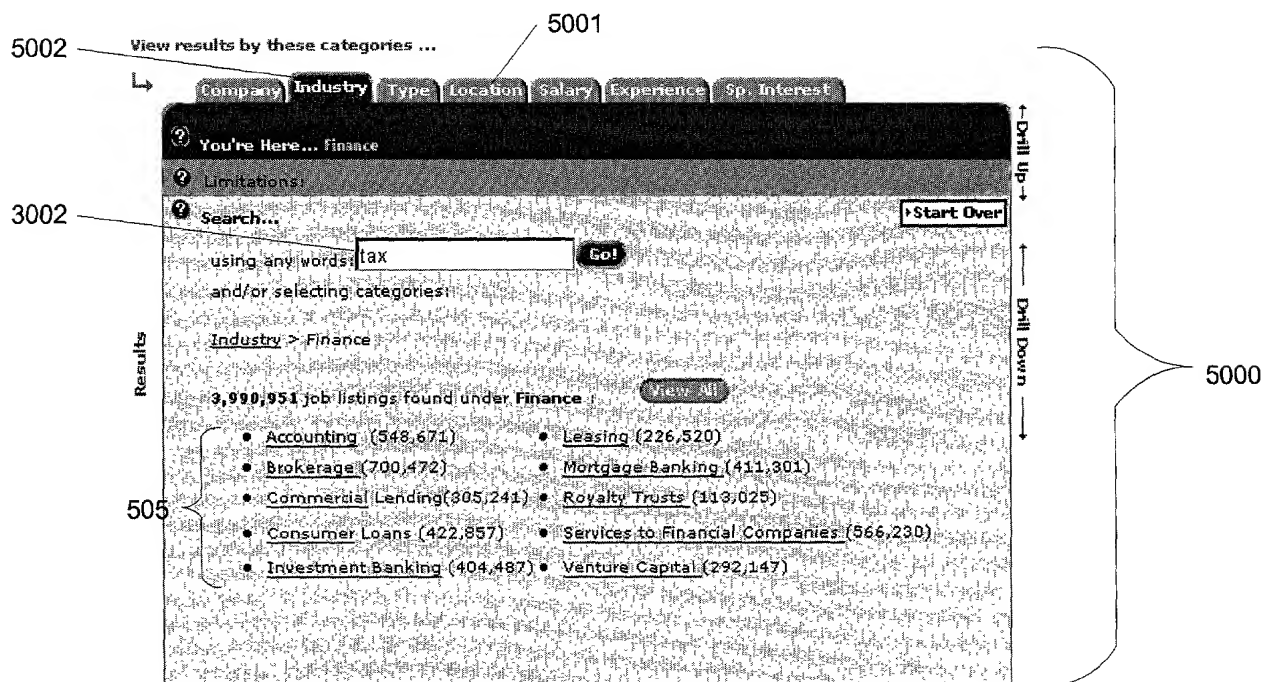 5001
5002
View results by these categories ...
Company Industry Type Location Salary Experience Sp. Interest
You're Here... Finance
Drill Up
Limitations:
3002
Search...
Start Over
using any words: tax Go!
and/or selecting categories:
Industry > Finance
Drill Down
Results
5000
3,990,951 job listings found under Finance : View All
Accounting (548,671) Leasing (226,520)
Brokerage (700,472) Mortgage Banking (411,301)
505
Commercial Lending(305,241) Royalty Trusts (113,025)
Consumer Loans (422,857) Services to Financial Companies (566,230)
Investment Banking (404,487) Venture Capital (292,147)